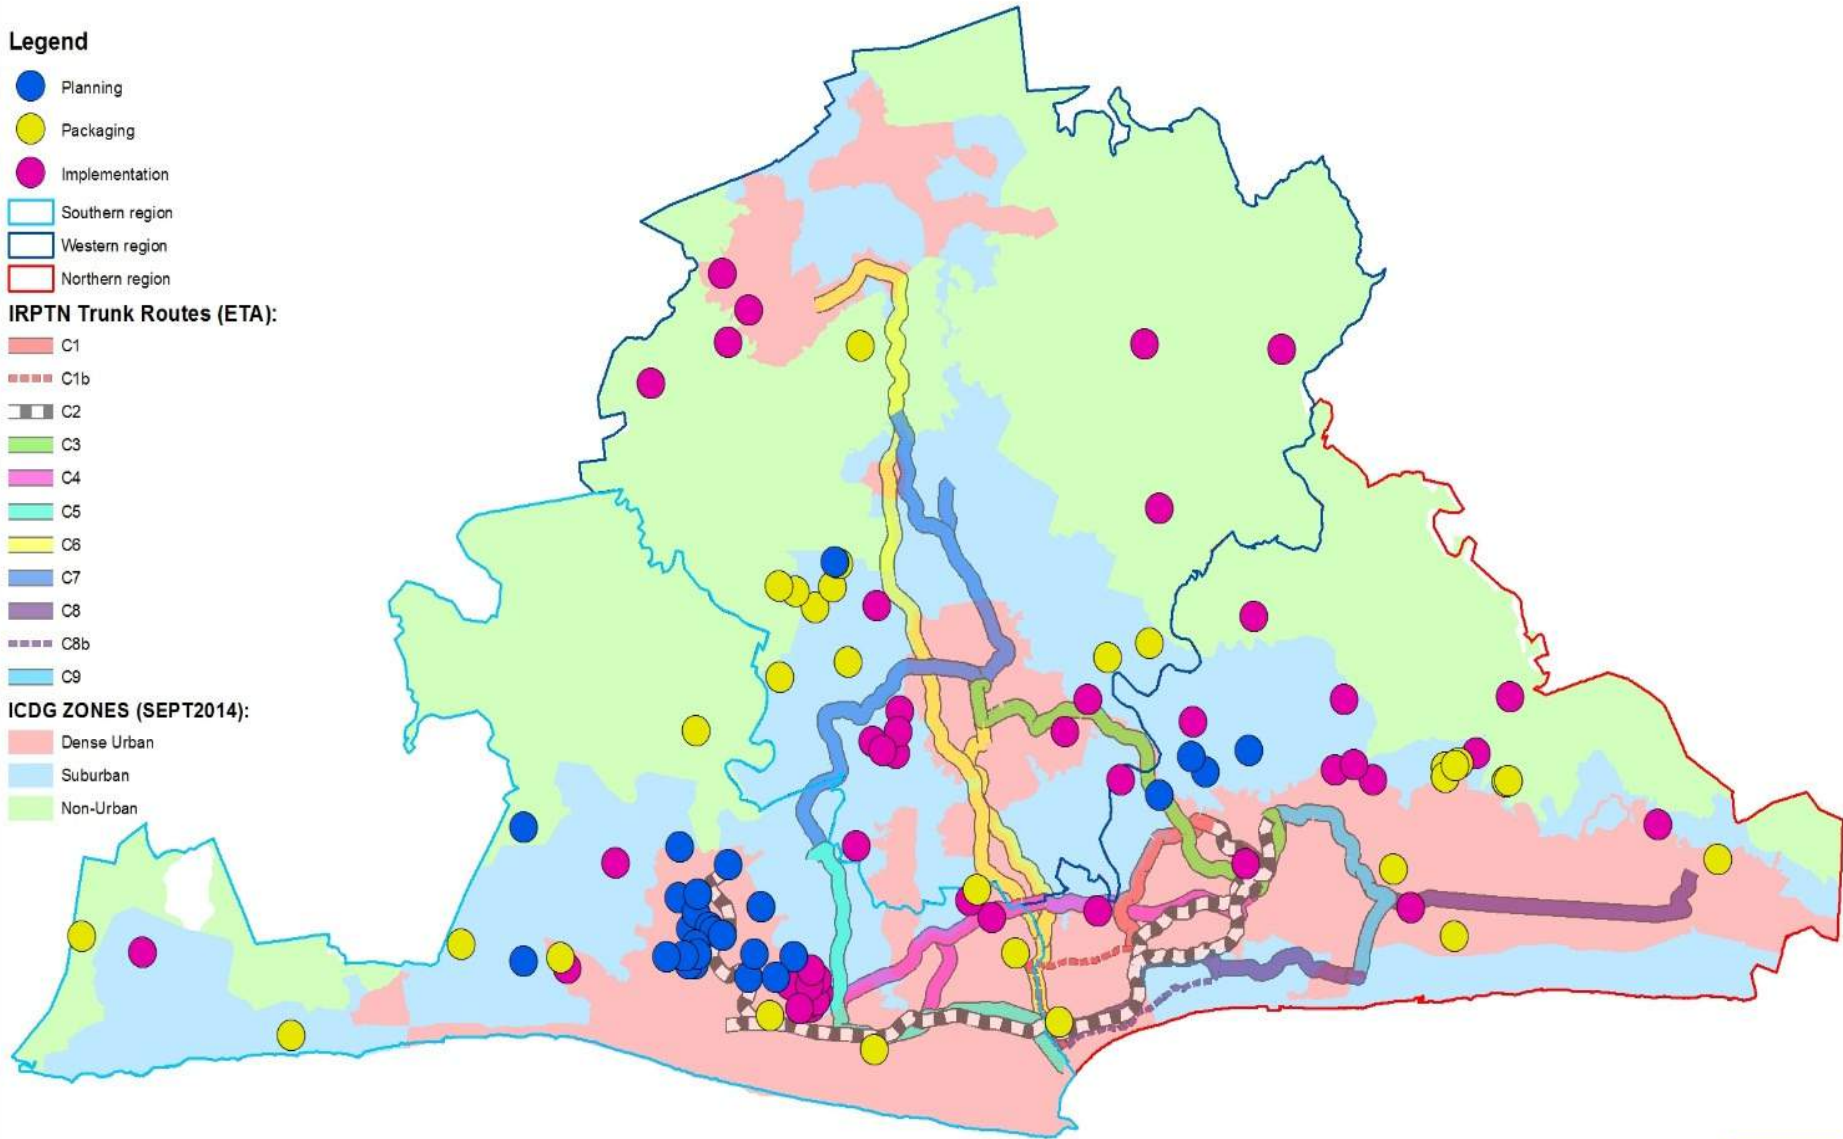 Legend
Planning
Packaging
Implementation
Southern region
Western region
Northern region
IRPTN Trunk Routes (ETA):
C1
C1b
C2
C3
C4
C5
C6
C7
C8
C8b
C9
ICDG ZONES (SEPT2014):
Dense Urban
Suburban
Non-Urban